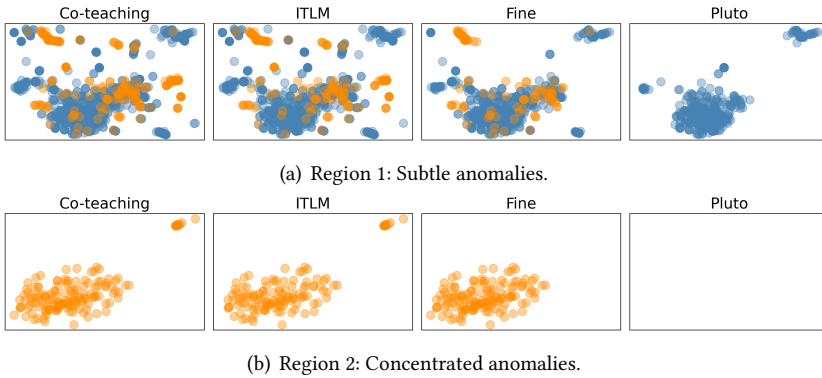 Co-teaching ITLM Fine Pluto
(a) Region 1: Subtle anomalies.
Co-teaching ITLM Fine Pluto
(b) Region 2: Concentrated anomalies.